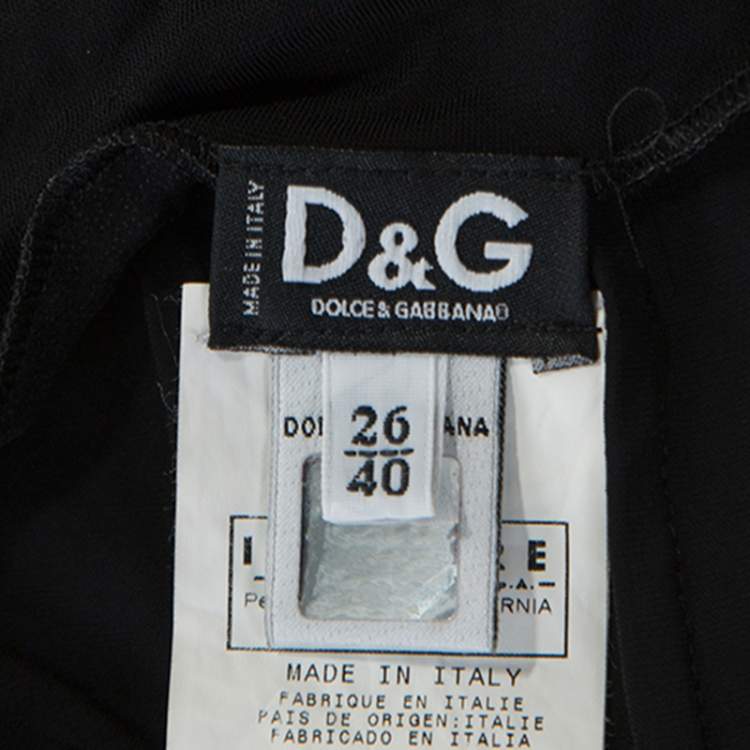 MADE IN ITALY
D&G
DOLCE & GABBANA®
26
40
MADE IN ITALY
FABRIQUE EN ITALIE
PAIS DE ORIGEN:ITALIE
FABRICADO EN ITALIA